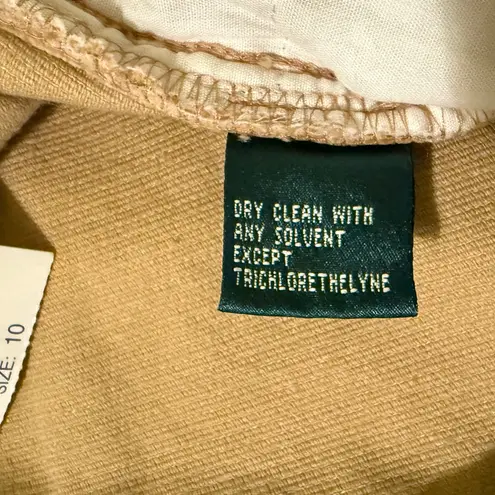 DRY CLEAN WITH
ANY SOLVENT
EXCEPT
TRICHLORETHELYNE
SIZE: 10